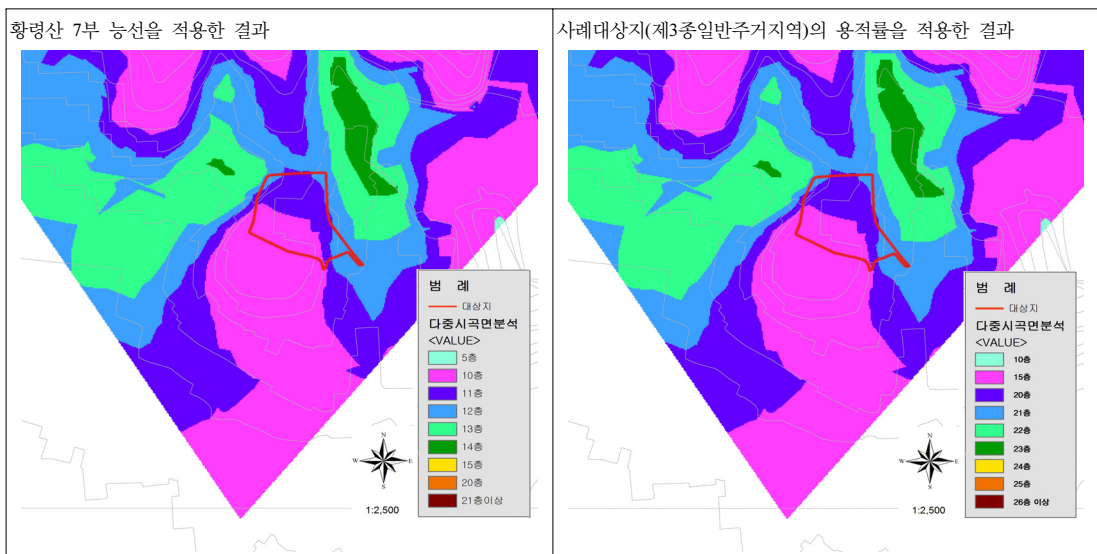 황령산 7부 능선을 적용한 결과
범 례
대상지
다중시곡면분석
<VALUE>
5층
10층
11층
12층
13층
14층
15층
20층
21층이상
N
W
E
S
1:2,500
사례대상지(제3종일반주거지역)의 용적률을 적용한 결과
범 례
대상지
다중시곡면분석
<VALUE>
10층
15층
20층
21층
22층
23층
24층
25층
26층 이상
N
W
E
S
1:2,500